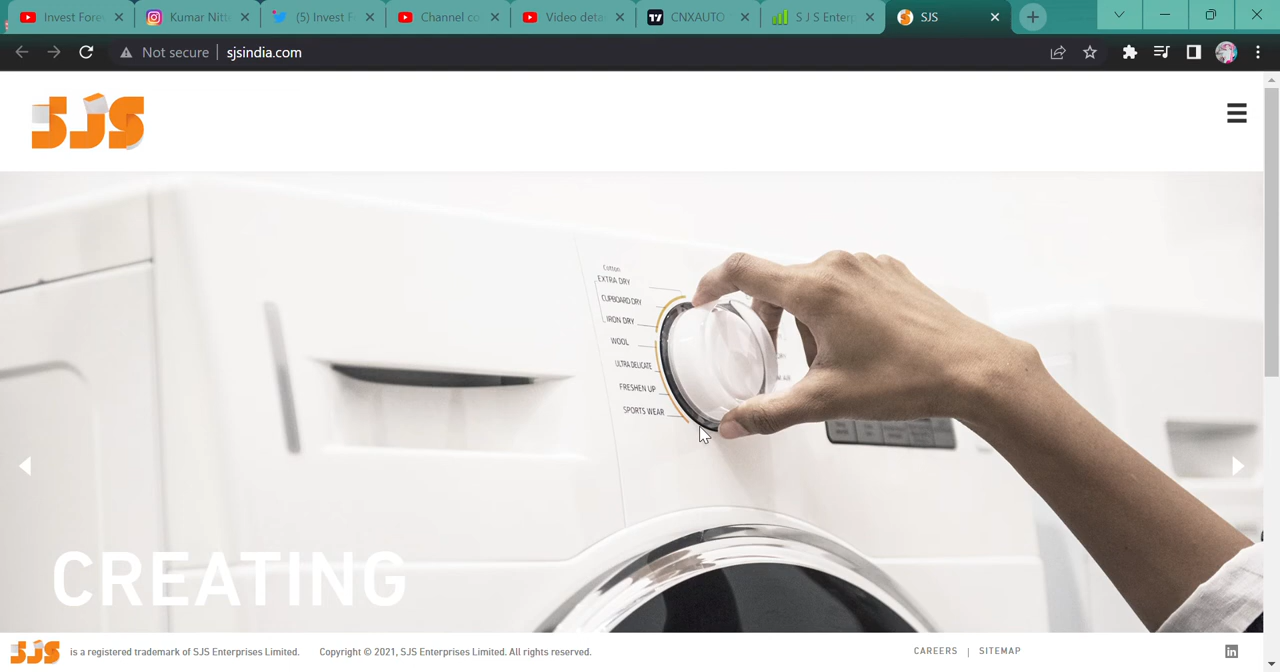 Invest Fore
Kumar Nitt
(5) Invest F
Channel co
Video deta
CNXAUTO
S J S Enterp
SJS
Not secure
sjsindia.com
SJS
Cotton
EXTRA DRY
CUPBOARD DRY
IRON DRY
WOOL
ULTRA DELICATE
FRESHEN UP
SPORTS WEAR
CREATING
SJS is a registered trademark of SJS Enterprises Limited. Copyright © 2021, SJS Enterprises Limited. All rights reserved. CAREERS | SITEMAP in